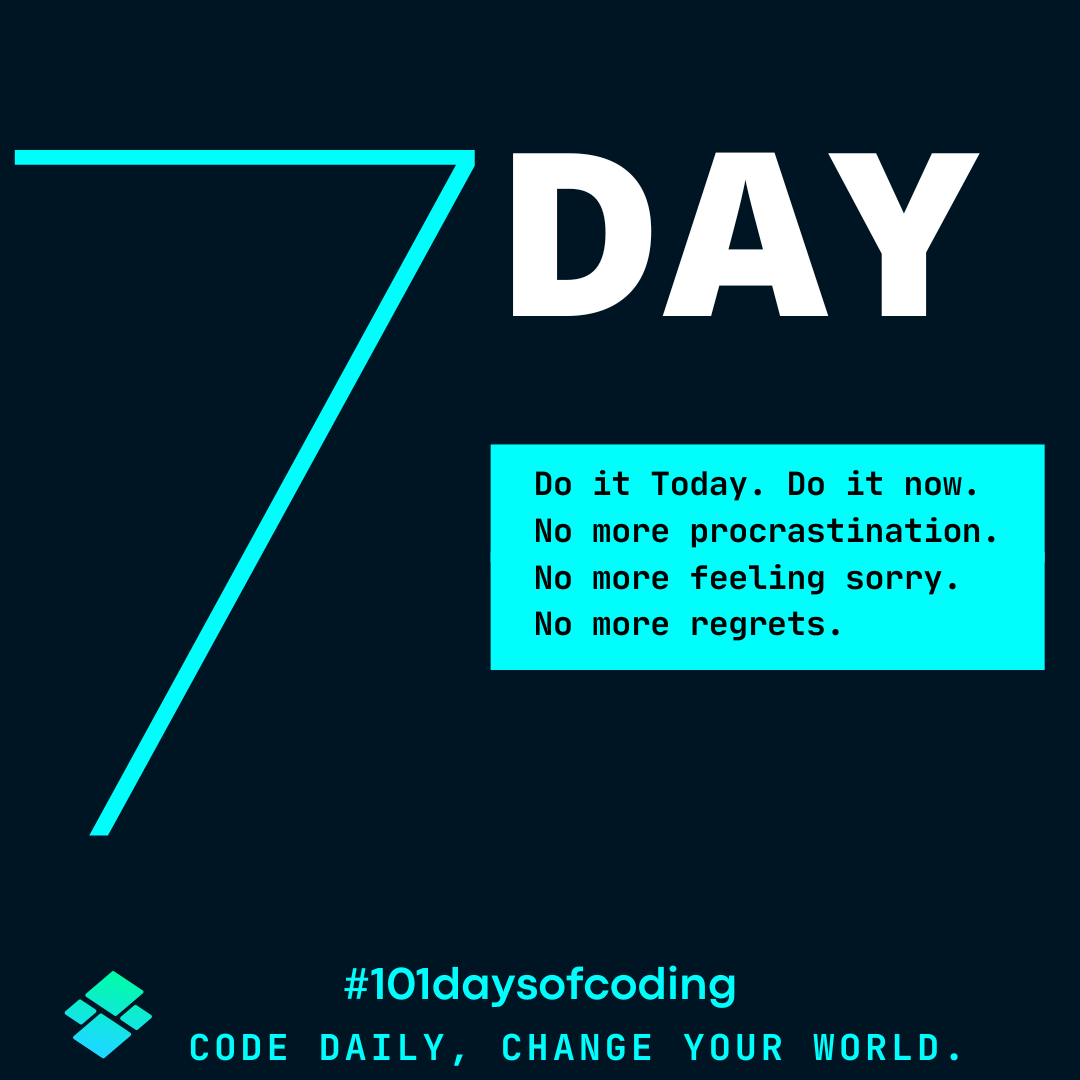 7 DAY
Do it Today. Do it now.
No more procrastination.
No more feeling sorry.
No more regrets.
#101daysofcoding
CODE DAILY, CHANGE YOUR WORLD.